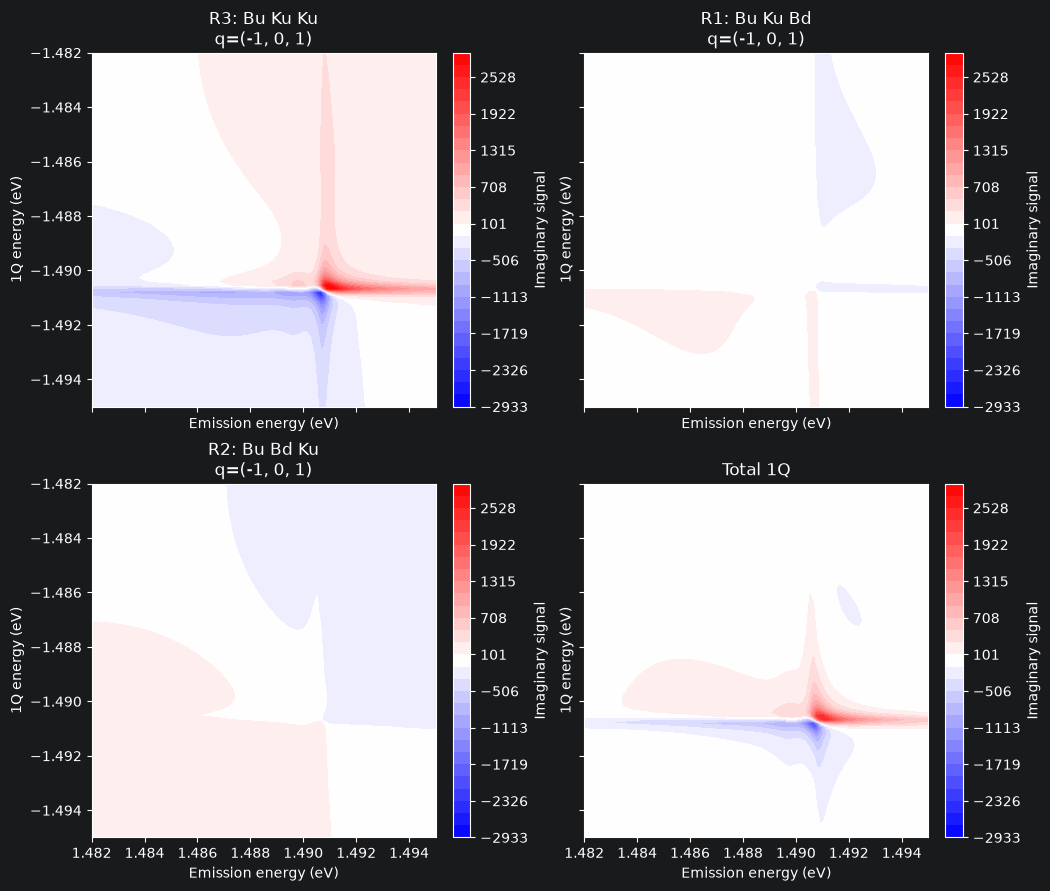 R3: Bu Ku Ku
q=(-1, 0, 1)
−1.482
−1.484
−1.486
−1.488
−1.490
−1.492
−1.494
1Q energy (eV)
Emission energy (eV)
2528
1922
1315
708
101
−506
−1113
−1719
−2326
−2933
Imaginary signal
R1: Bu Ku Bd
q=(-1, 0, 1)
1Q energy (eV)
Emission energy (eV)
2528
1922
1315
708
101
−506
−1113
−1719
−2326
−2933
Imaginary signal
R2: Bu Bd Ku
q=(-1, 0, 1)
−1.482
−1.484
−1.486
−1.488
−1.490
−1.492
−1.494
1Q energy (eV)
1.482 1.484 1.486 1.488 1.490 1.492 1.494
Emission energy (eV)
2528
1922
1315
708
101
−506
−1113
−1719
−2326
−2933
Imaginary signal
Total 1Q
1Q energy (eV)
1.482 1.484 1.486 1.488 1.490 1.492 1.494
Emission energy (eV)
2528
1922
1315
708
101
−506
−1113
−1719
−2326
−2933
Imaginary signal